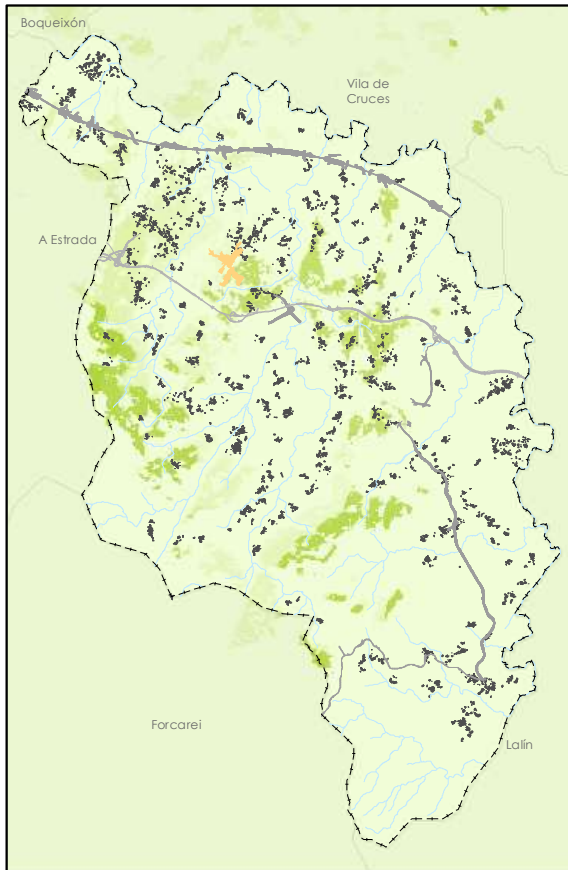 Boqueixón
Vila de
Cruces
A Estrada
Forcarei
Lalín